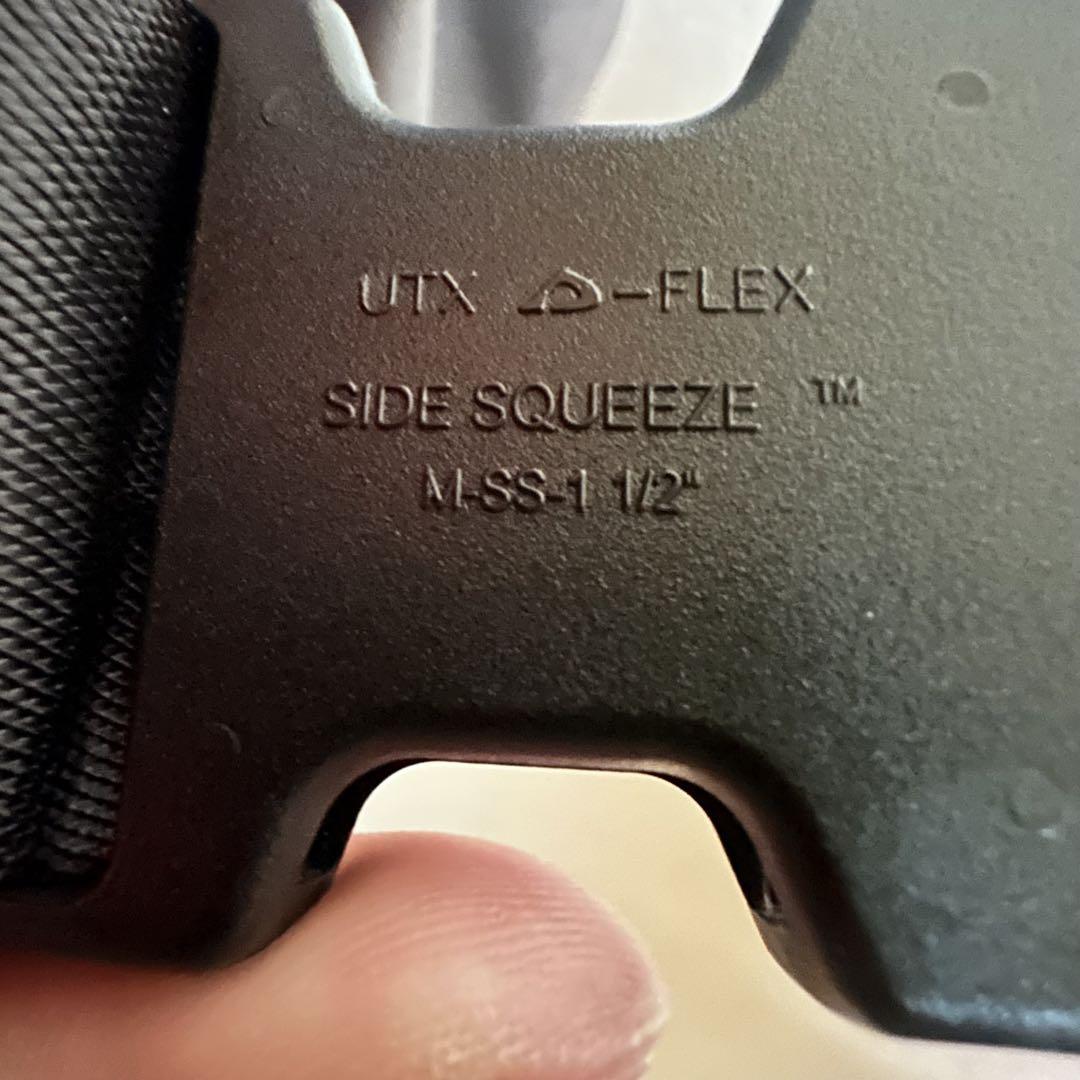 UTX -FLEX
SIDE SQUEEZE ™
M-SS-1 1/2"